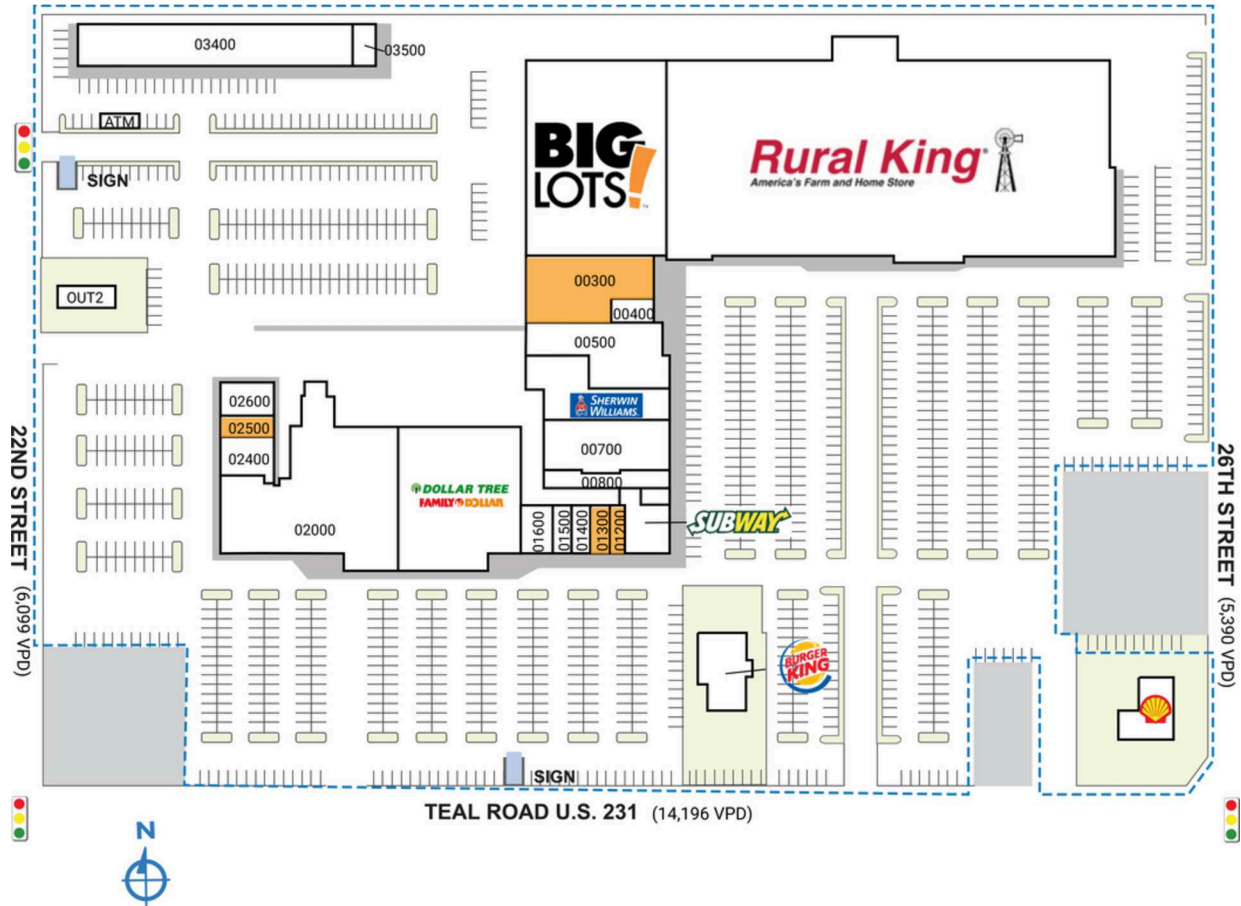 03400
03500
ATM
SIGN
BIG
LOTS!
Rural King
America's Farm and Home Store
OUT2
00300
00400
00500
SHERWIN
WILLIAMS.
02600
02500
02400
00700
00800
DOLLAR TREE
FAMILY DOLLAR
02000
01600
01500
01400
01300
01200
SUBWAY
22ND STREET (6,099 VPD)
26TH STREET (5,390 VPD)
BURGER
KING
SIGN
TEAL ROAD U.S. 231 (14,196 VPD)
N